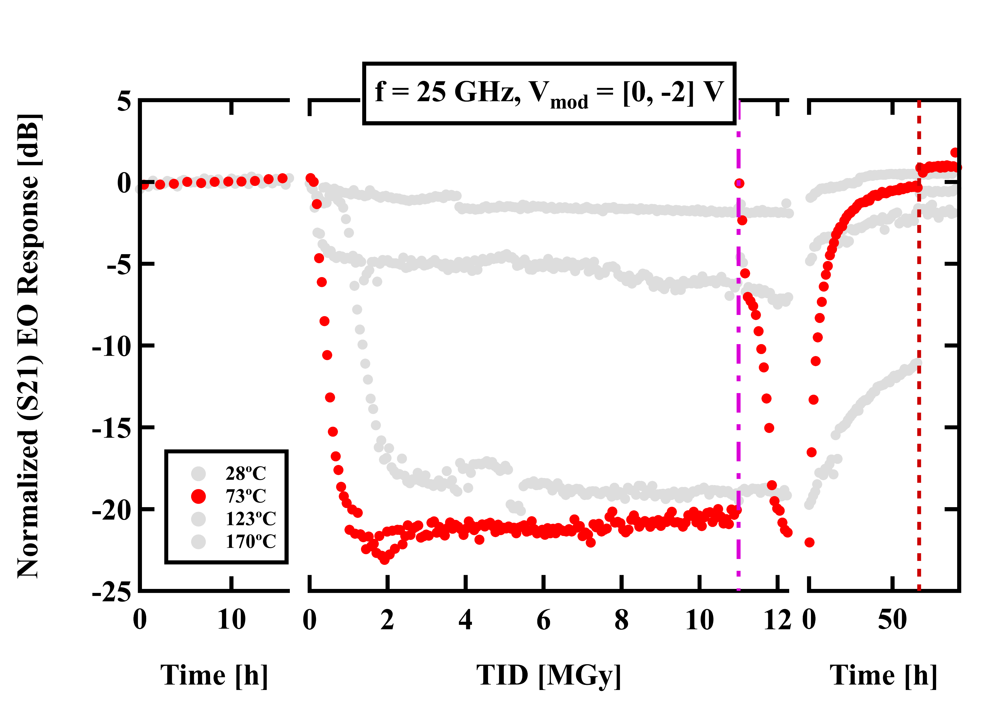 f = 25 GHz, Vmod = [0, -2] V
Normalized (S21) EO Response [dB]
5
0
-5
-10
-15
-20
-25
28ºC
73ºC
123ºC
170ºC
0 10 0 2 4 6 8 10 12 0 50
Time [h] TID [MGy] Time [h]